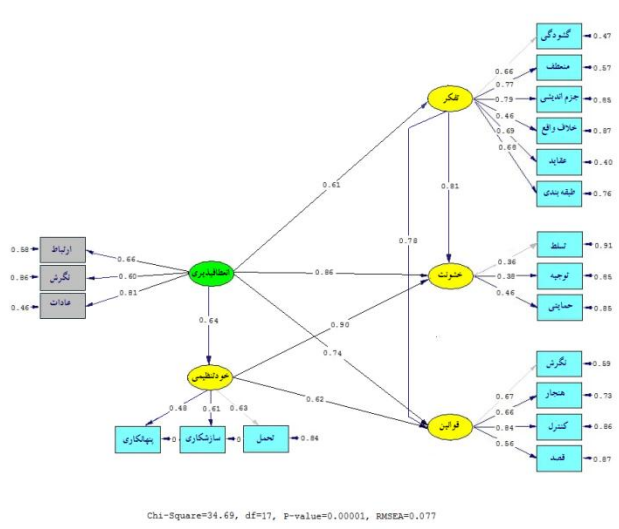 گشودگی 0.47
منعطف 0.57
جزم اندیشی 0.65
خلاف واقع 0.87
عقاید 0.40
طبقه بندی 0.76
تفکر
0.66
0.77
0.79
0.46
0.69
0.68
0.61
0.81
0.78
0.58 ارتباط
0.86 نگرش
0.46 عادات
0.66
0.60
0.81
انعطافپذیری
0.86
خشونت
تسلط 0.91
توجیه 0.85
حمایتی 0.85
0.36
0.38
0.46
0.64
0.90
0.74
خودتنظیمی
0.62
0.48
0.61
0.63
پنهانکاری 0
سازشکاری 0
تحمل 0.84
قوانین
نگرش 0.59
هنجار 0.73
کنترل 0.86
قصد 0.87
0.67
0.66
0.84
0.56
Chi-Square=34.69, df=17, P-value=0.00001, RMSEA=0.077